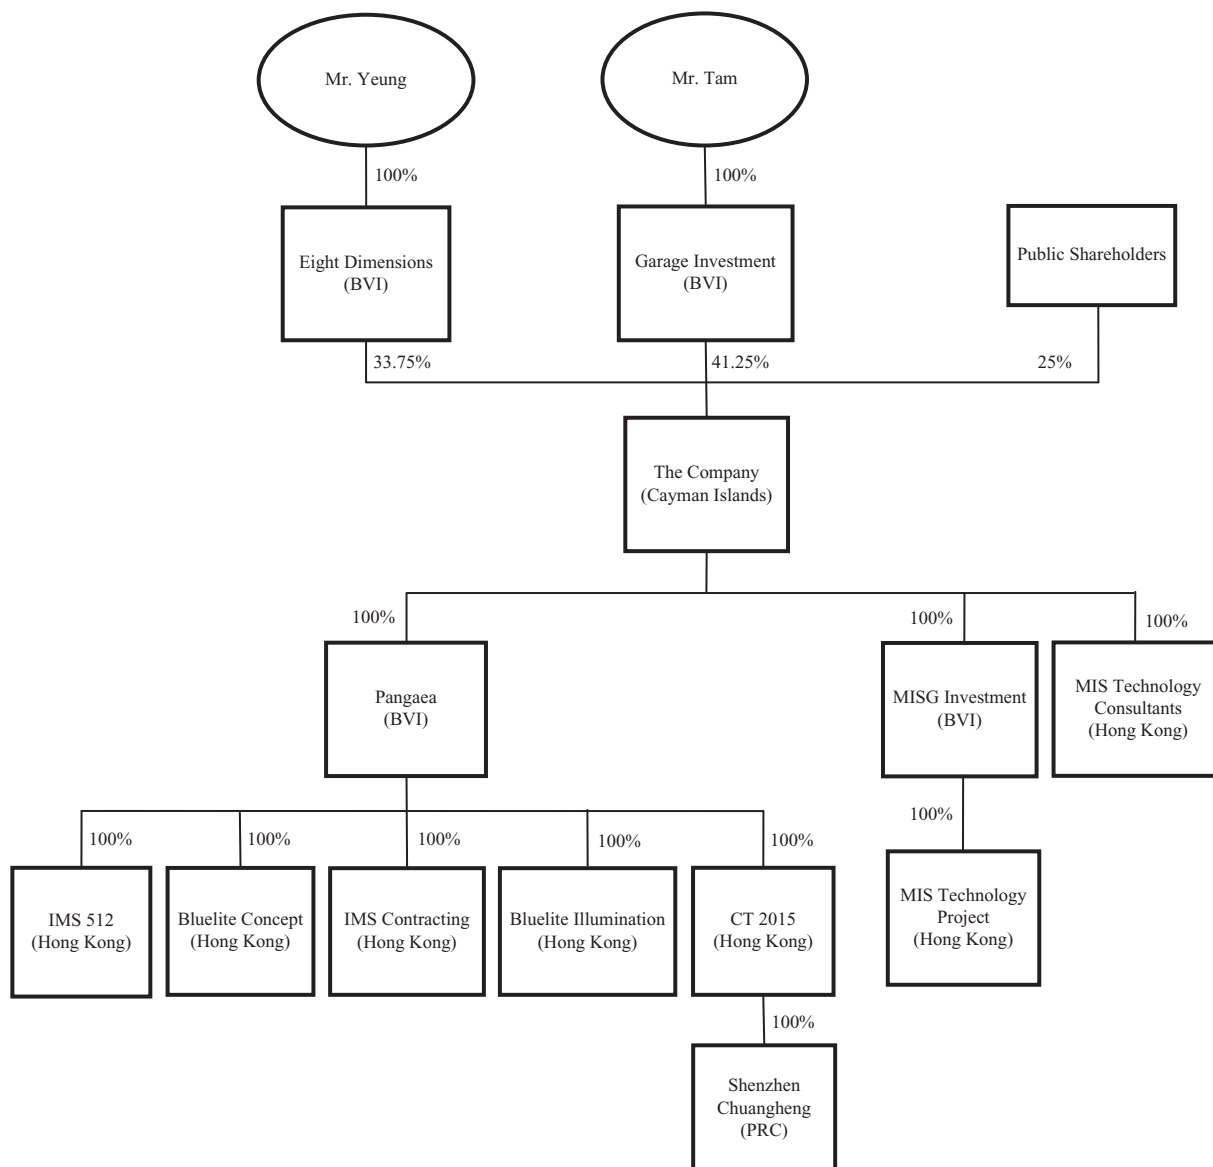 Mr. Yeung
Mr. Tam
100%
100%
Eight Dimensions
(BVI)
Garage Investment
(BVI)
Public Shareholders
33.75%
41.25%
25%
The Company
(Cayman Islands)
100%
100%
100%
Pangaea
(BVI)
MISG Investment
(BVI)
MIS Technology
Consultants
(Hong Kong)
100%
100%
100%
100%
100%
100%
IMS 512
(Hong Kong)
Bluelite Concept
(Hong Kong)
IMS Contracting
(Hong Kong)
Bluelite Illumination
(Hong Kong)
CT 2015
(Hong Kong)
MIS Technology
Project
(Hong Kong)
100%
Shenzhen
Chuangheng
(PRC)